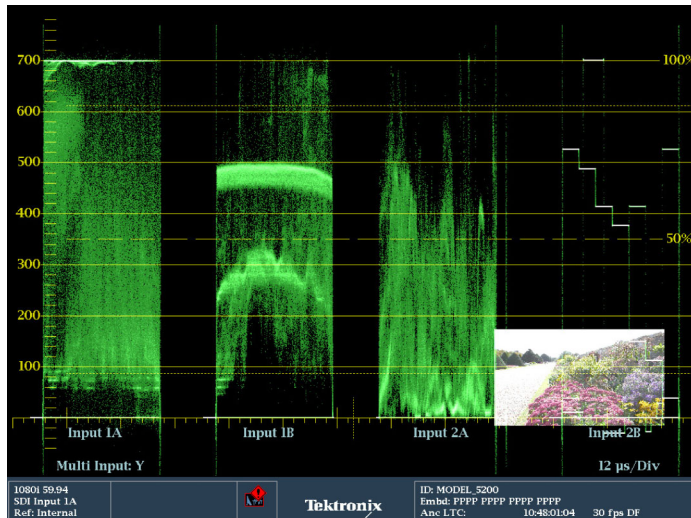 700
100%
600
500
400
50%
300
200
100
Input 1A
Input 1B
Input 2A
Input 2B
Multi Input: Y
12 µs/Div
1080i 59.94
SDI Input 1A
Ref: Internal
Tektronix
ID: MODEL_5200
Embd: PPPP PPPP PPPP PPPP
Anc LTC: 10:48:01:04 30 fps DF